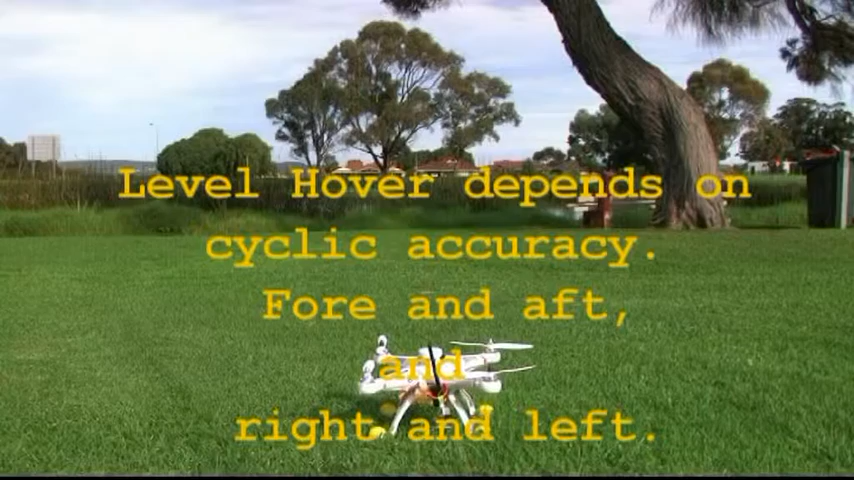 Level Hover depends on
cyclic accuracy.
Fore and aft,
and
right and left.